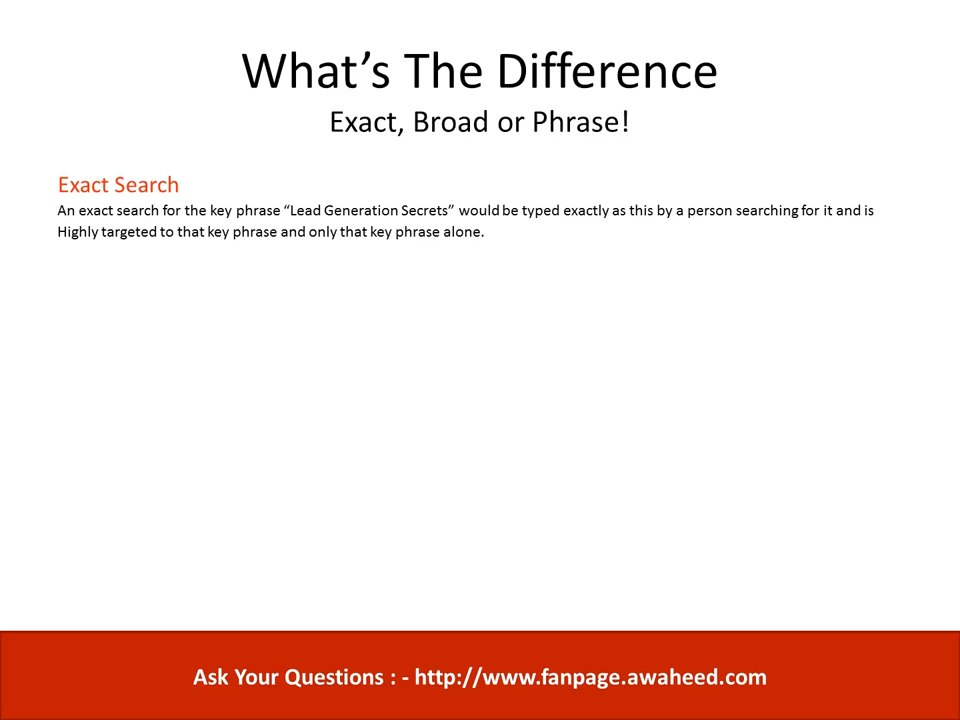 What’s The Difference
Exact, Broad or Phrase!
Exact Search
An exact search for the key phrase “Lead Generation Secrets” would be typed exactly as this by a person searching for it and is
Highly targeted to that key phrase and only that key phrase alone.
Ask Your Questions : - http://www.fanpage.awaheed.com